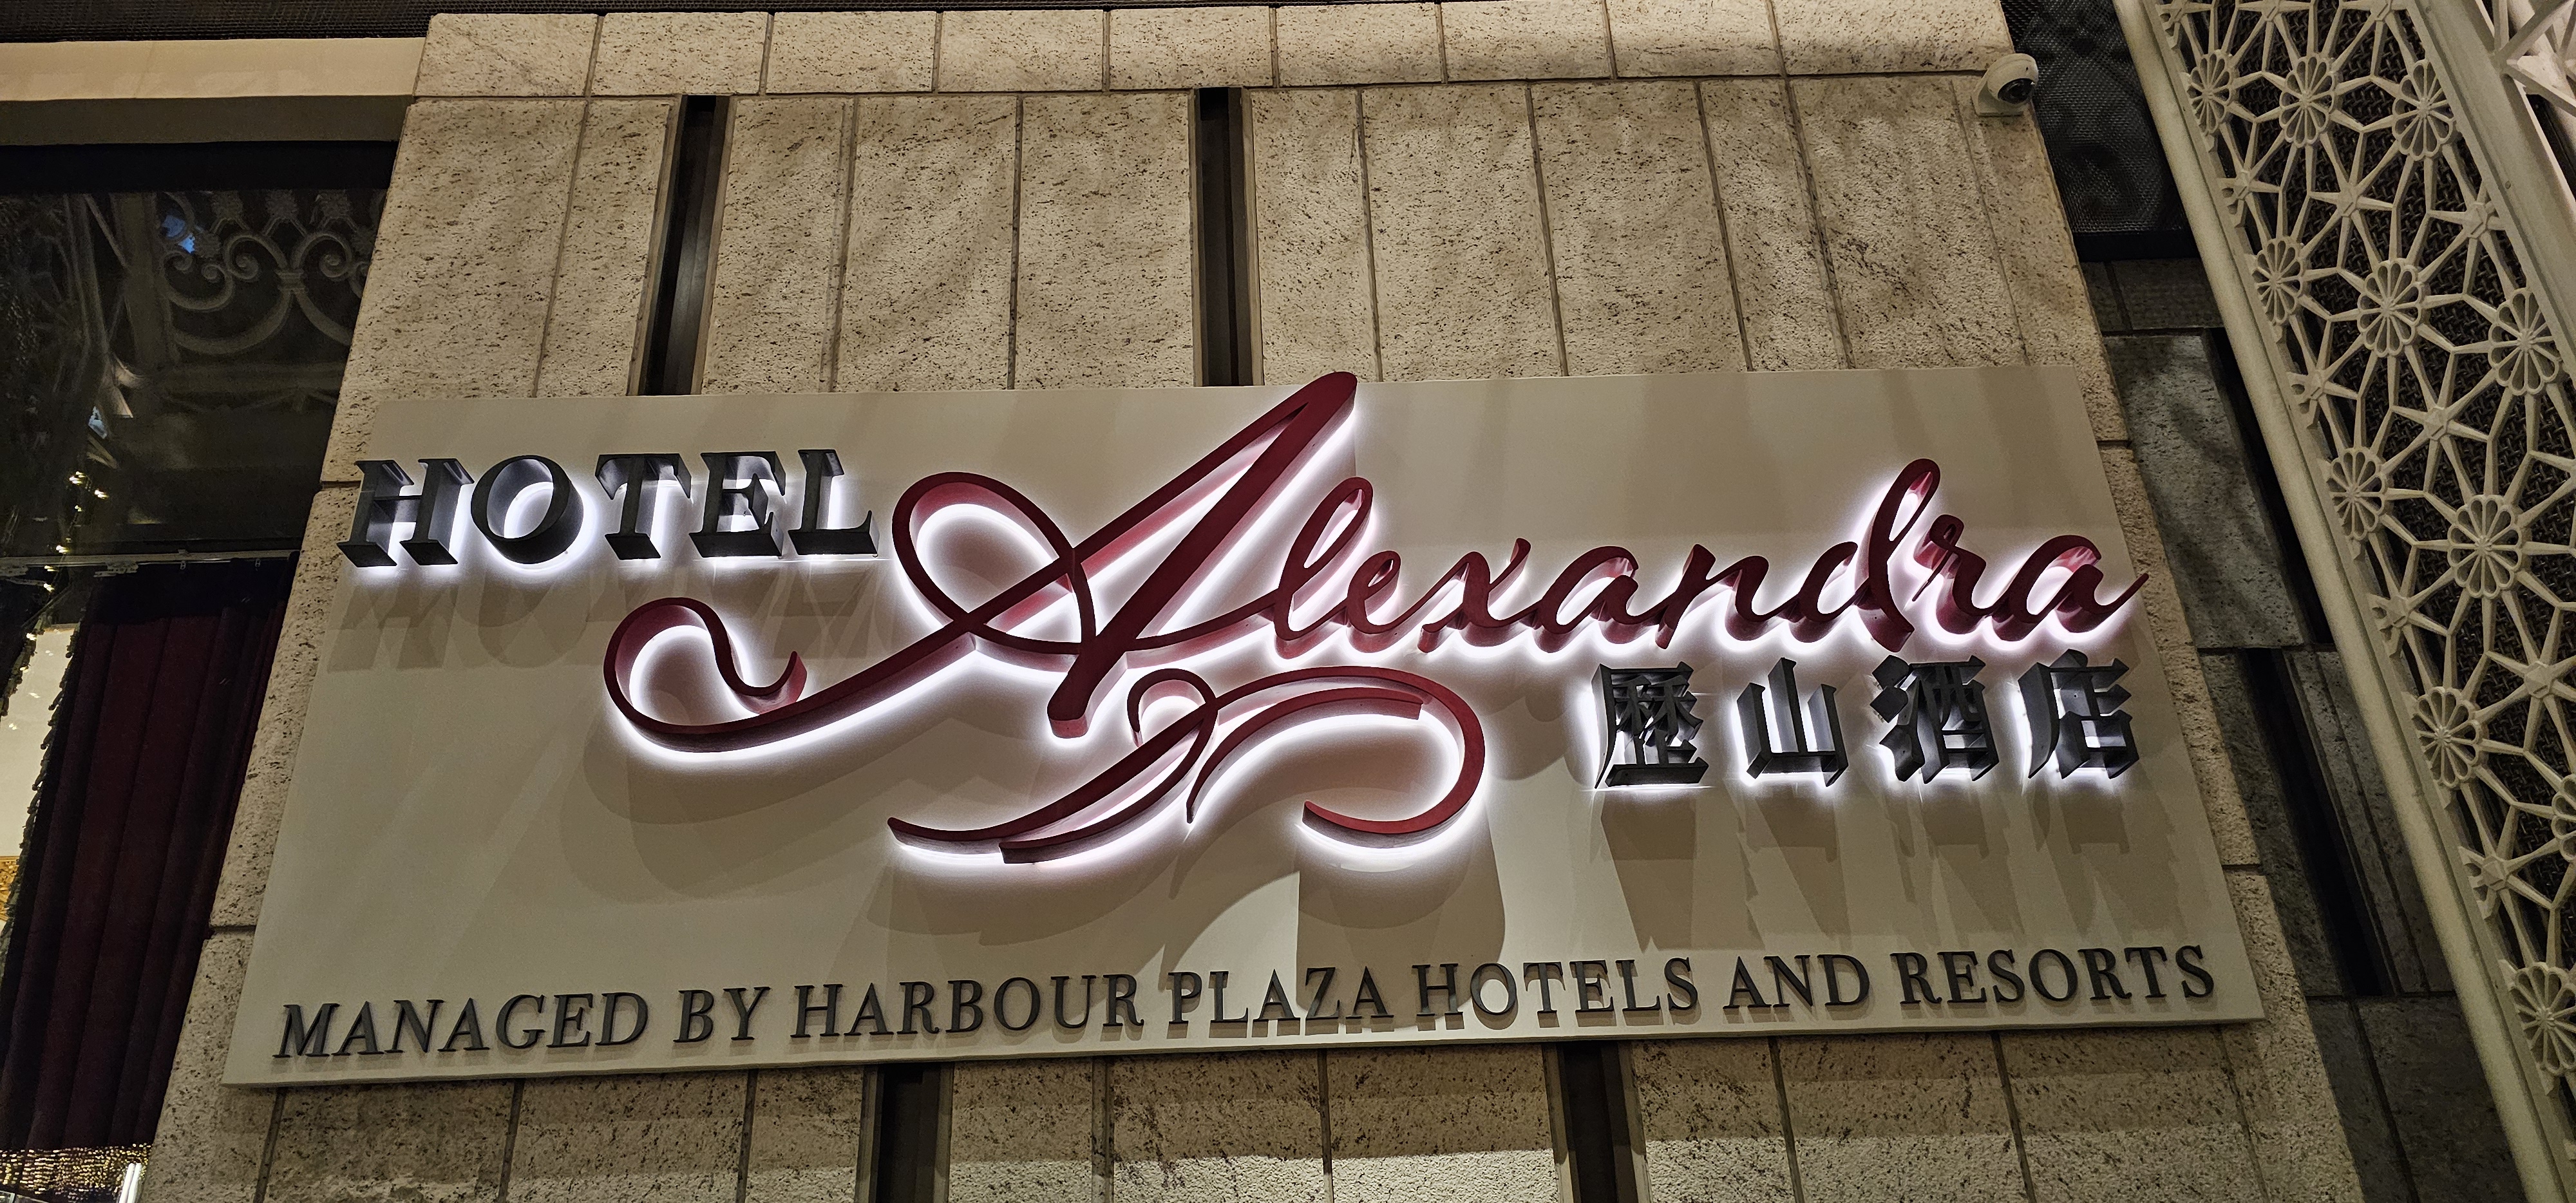 HOTEL Alexandra
歷山酒店
MANAGED BY HARBOUR PLAZA HOTELS AND RESORTS